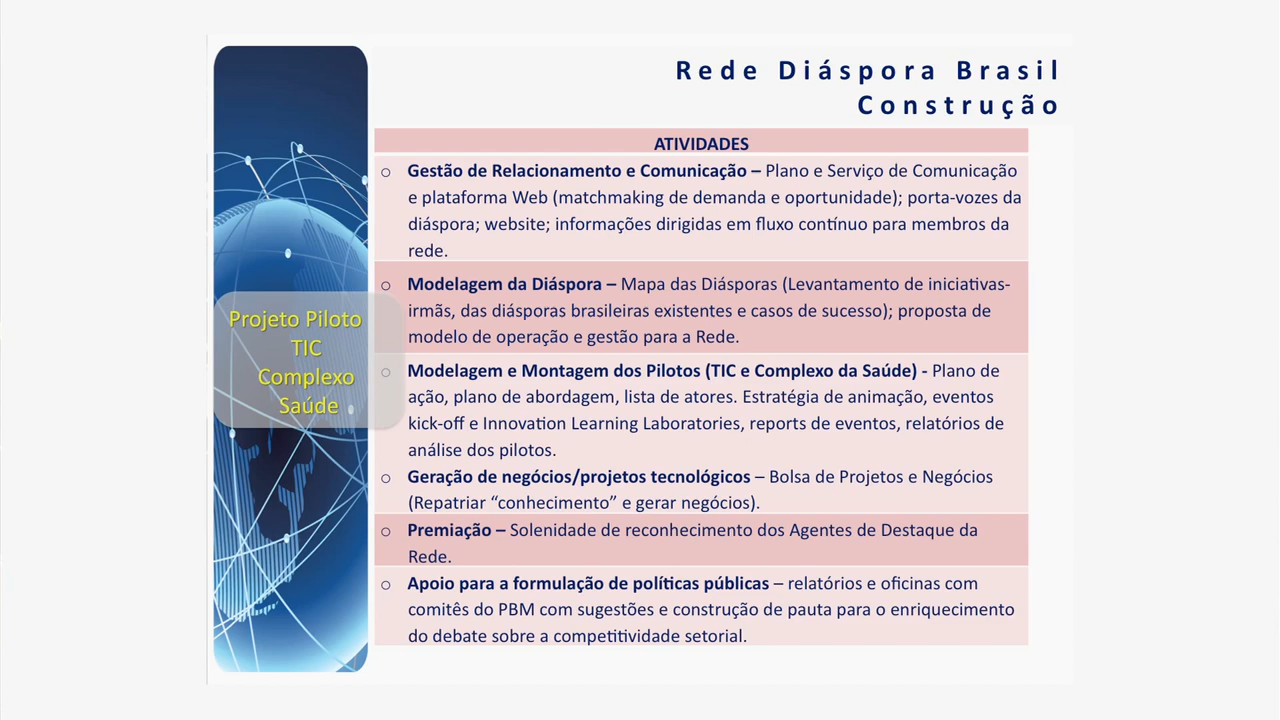 Rede Diáspora Brasil
Construção
ATIVIDADES
o Gestão de Relacionamento e Comunicação – Plano e Serviço de Comunicação
e plataforma Web (matchmaking de demanda e oportunidade); porta-vozes da
diáspora; website; informações dirigidas em fluxo contínuo para membros da
rede.
o Modelagem da Diáspora – Mapa das Diásporas (Levantamento de iniciativas-
irmãs, das diásporas brasileiras existentes e casos de sucesso); proposta de
modelo de operação e gestão para a Rede.
o Modelagem e Montagem dos Pilotos (TIC e Complexo da Saúde) - Plano de
ação, plano de abordagem, lista de atores. Estratégia de animação, eventos
kick-off e Innovation Learning Laboratories, reports de eventos, relatórios de
análise dos pilotos.
o Geração de negócios/projetos tecnológicos – Bolsa de Projetos e Negócios
(Repatriar “conhecimento” e gerar negócios).
o Premiação – Solenidade de reconhecimento dos Agentes de Destaque da
Rede.
o Apoio para a formulação de políticas públicas – relatórios e oficinas com
comitês do PBM com sugestões e construção de pauta para o enriquecimento
do debate sobre a competitividade setorial.
Projeto Piloto
TIC
Complexo
Saúde